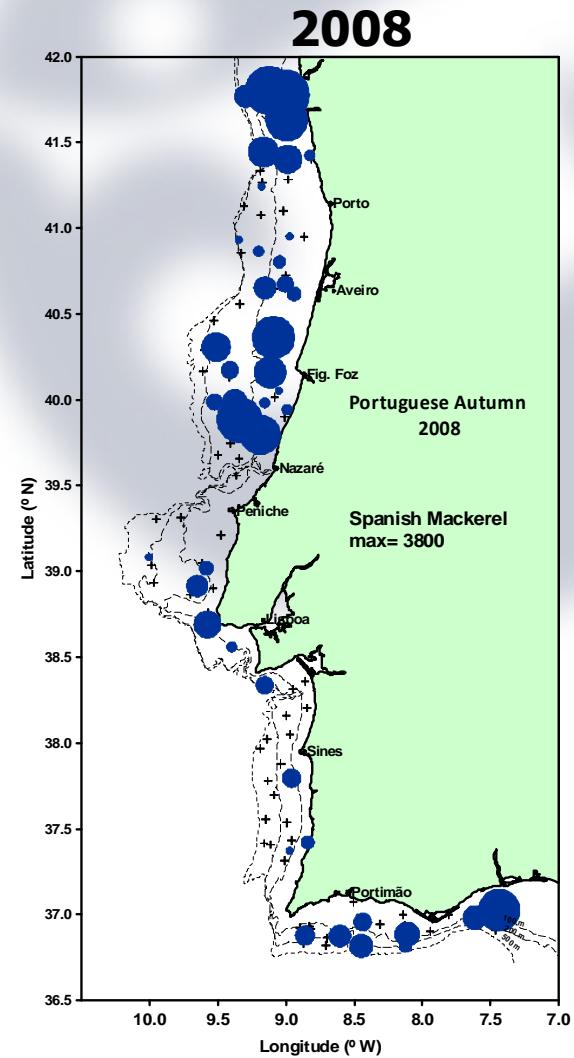 2008
42.0
41.5
Porto
41.0
Aveiro
40.5
Fig. Foz
40.0
Portuguese Autumn
2008
Nazaré
39.5
Peniche
Spanish Mackerel
max= 3800
Latitude (º N)
39.0
Lisboa
38.5
38.0
Sines
37.5
Portimão
37.0
100 m
200 m
500 m
36.5
10.0 9.5 9.0 8.5 8.0 7.5 7.0
Longitude (º W)